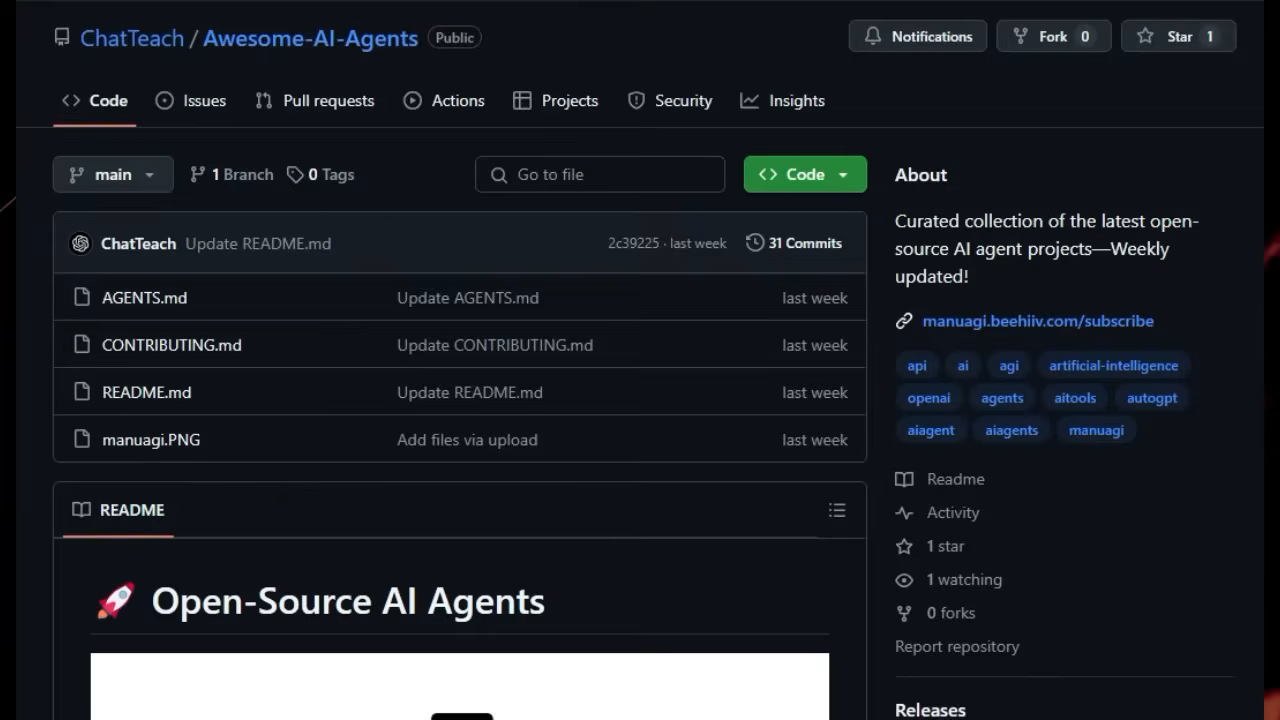 ChatTeach / Awesome-AI-Agents Public
Notifications Fork 0 Star 1
Code Issues Pull requests Actions Projects Security Insights
main 1 Branch 0 Tags Go to file Code
ChatTeach Update README.md 2c39225 · last week 31 Commits
AGENTS.md Update AGENTS.md last week
CONTRIBUTING.md Update CONTRIBUTING.md last week
README.md Update README.md last week
manuagi.PNG Add files via upload last week
README
🚀 Open-Source AI Agents
About
Curated collection of the latest open-
source AI agent projects—Weekly
updated!
manuagi.beehiiv.com/subscribe
api ai agi artificial-intelligence
openai agents aitools autogpt
aiagent aiagents manuagi
Readme
Activity
1 star
1 watching
0 forks
Report repository
Releases